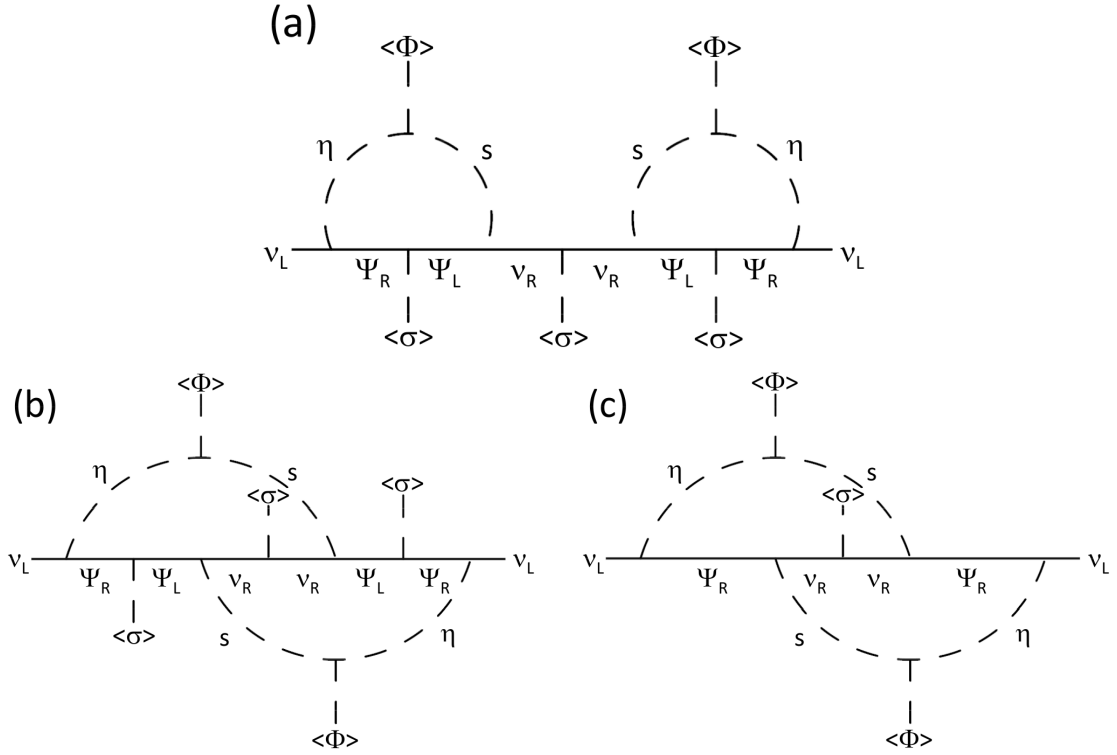 (a)
<Φ> <Φ>
η s s η
ν_L Ψ_R Ψ_L ν_R ν_R Ψ_L Ψ_R ν_L
<σ> <σ> <σ>
(b)
<Φ>
η s
<σ> <σ>
ν_L Ψ_R Ψ_L ν_R ν_R Ψ_L Ψ_R ν_L
<σ> s η
<Φ>
(c)
<Φ>
η s
<σ>
ν_L Ψ_R ν_R ν_R Ψ_R ν_L
s η
<Φ>